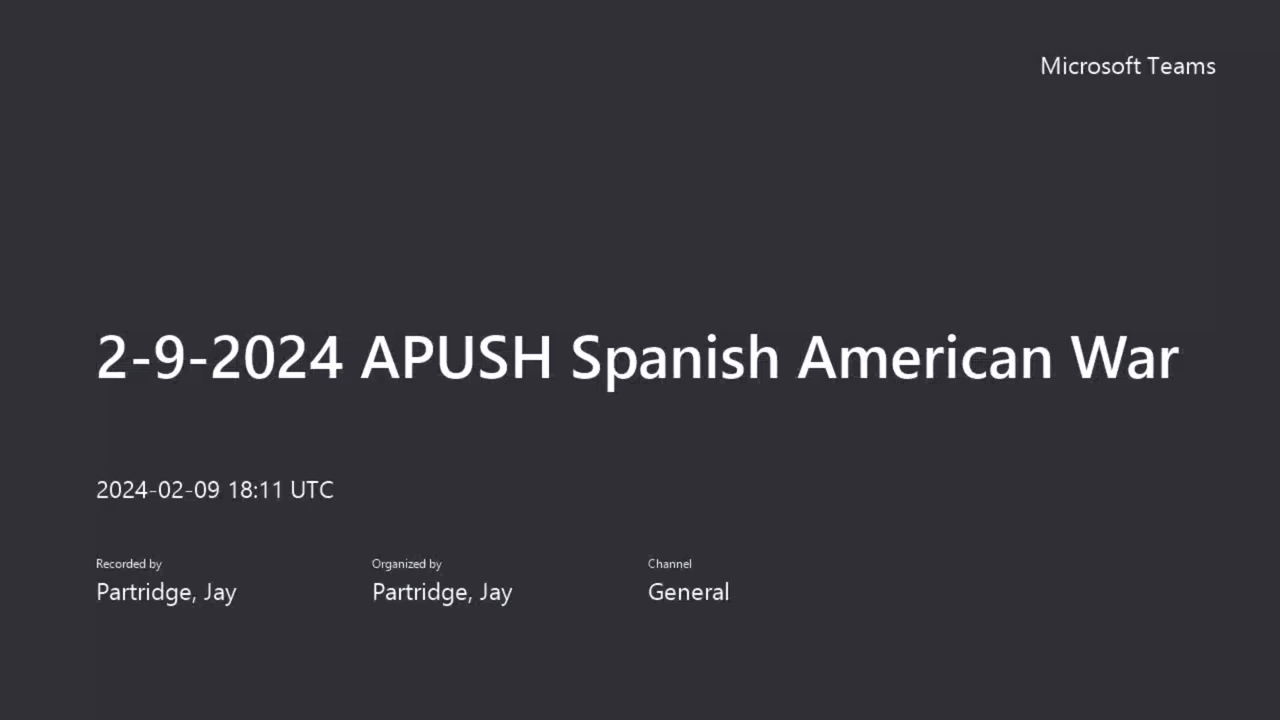 Microsoft Teams
2-9-2024 APUSH Spanish American War
2024-02-09 18:11 UTC
Recorded by
Partridge, Jay
Organized by
Partridge, Jay
Channel
General